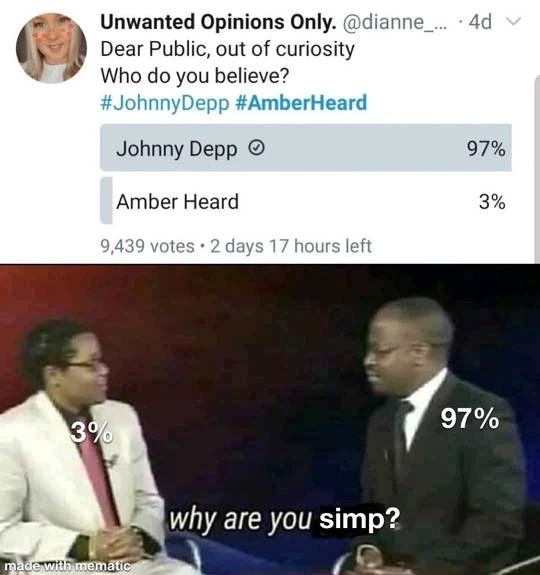 Unwanted Opinions Only. @dianne_... · 4d
Dear Public, out of curiosity
Who do you believe?
#JohnnyDepp #AmberHeard
Johnny Depp 97%
Amber Heard 3%
9,439 votes • 2 days 17 hours left
3%
97%
why are you simp?
made with mematic